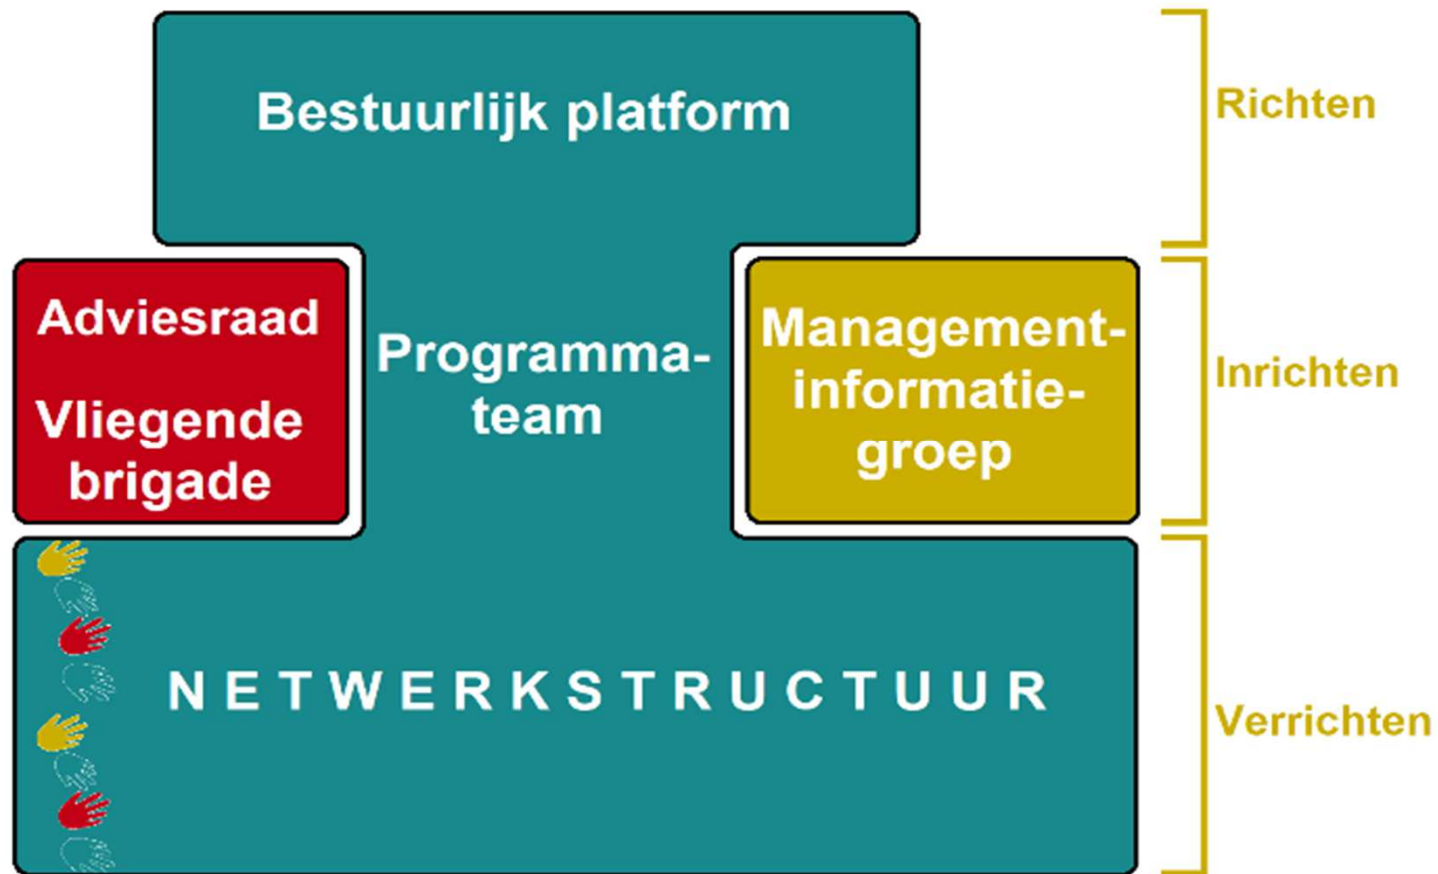 Bestuurlijk platform
Richten
Adviesraad
Vliegende
brigade
Programma-
team
Management-
informatie-
groep
Inrichten
NETWERKSTRUCTUUR
Verrichten